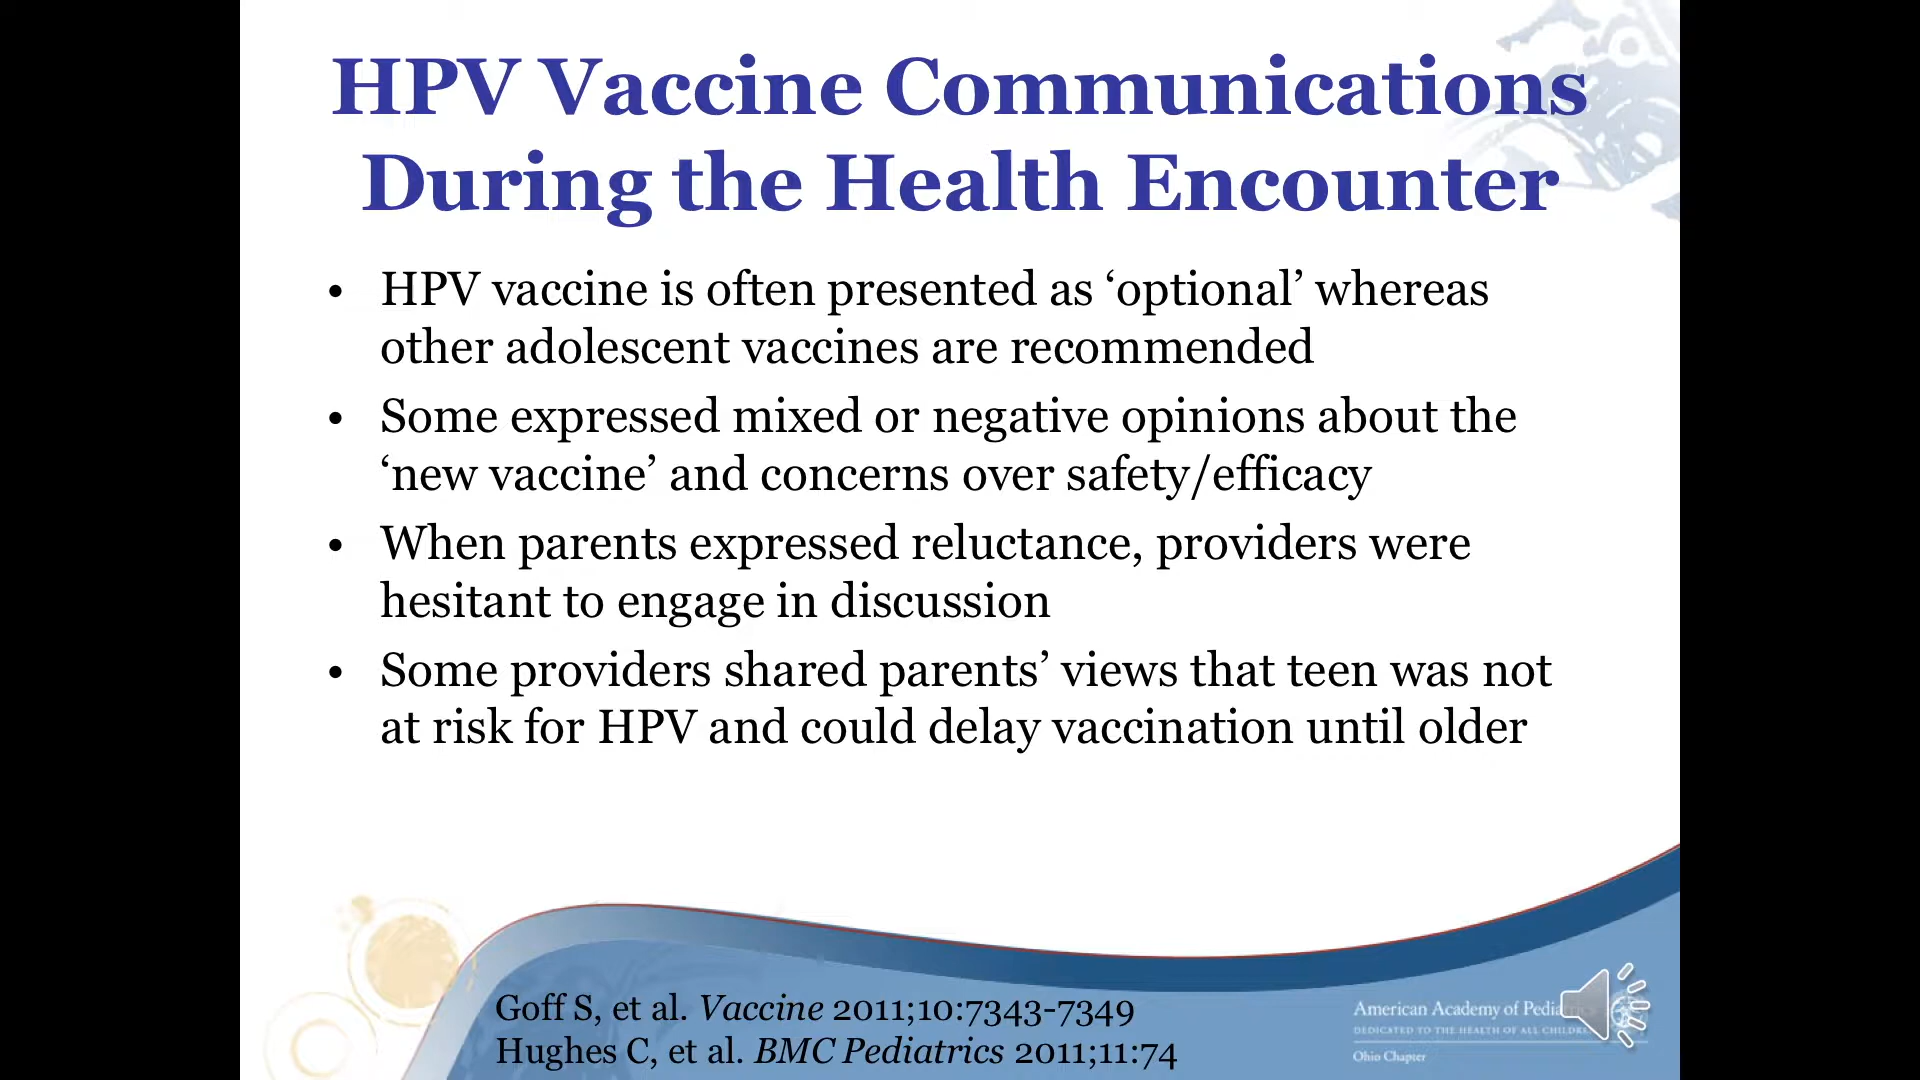 HPV Vaccine Communications
During the Health Encounter
• HPV vaccine is often presented as ‘optional’ whereas
other adolescent vaccines are recommended
• Some expressed mixed or negative opinions about the
‘new vaccine’ and concerns over safety/efficacy
• When parents expressed reluctance, providers were
hesitant to engage in discussion
• Some providers shared parents’ views that teen was not
at risk for HPV and could delay vaccination until older
Goff S, et al. Vaccine 2011;10:7343-7349
Hughes C, et al. BMC Pediatrics 2011;11:74
American Academy of
DEDICATED TO THE HEALTH OF ALL
Ohio Chapter